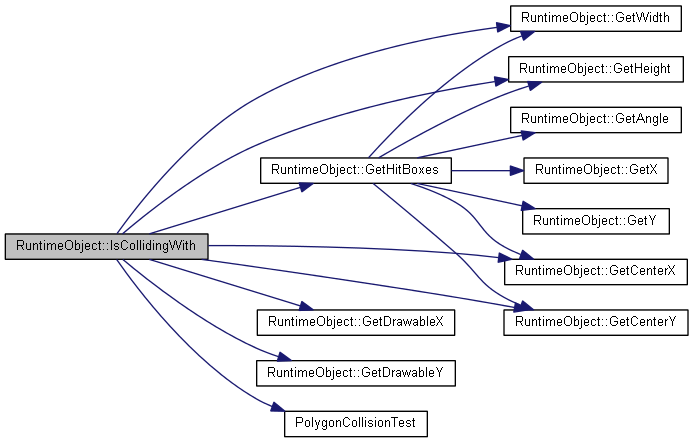 RuntimeObject::GetWidth
RuntimeObject::GetHeight
RuntimeObject::GetAngle
RuntimeObject::GetHitBoxes
RuntimeObject::GetX
RuntimeObject::GetY
RuntimeObject::IsCollidingWith
RuntimeObject::GetCenterX
RuntimeObject::GetDrawableX
RuntimeObject::GetCenterY
RuntimeObject::GetDrawableY
PolygonCollisionTest